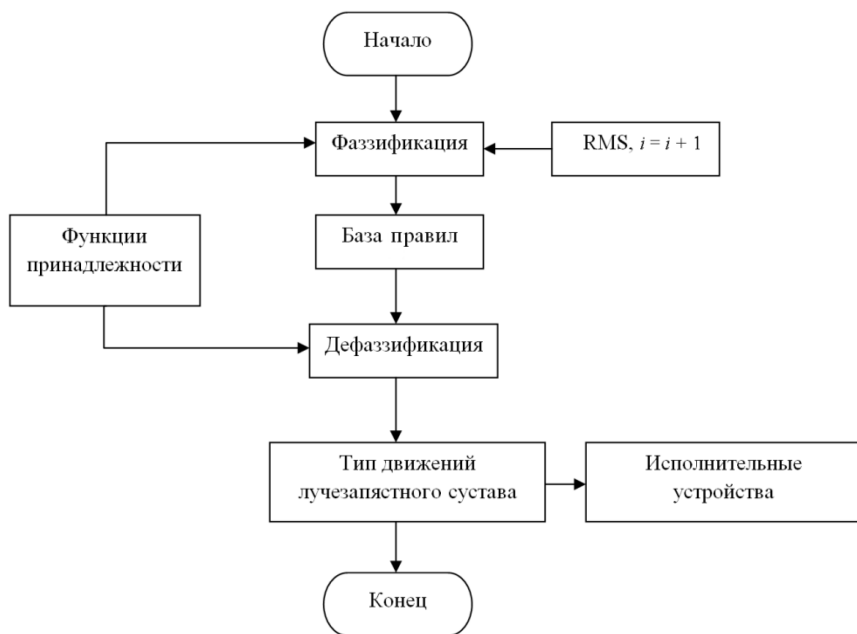 Начало
Фаззификация
RMS, i = i + 1
Функции
принадлежности
База правил
Дефаззификация
Тип движений
лучезапястного сустава
Исполнительные
устройства
Конец